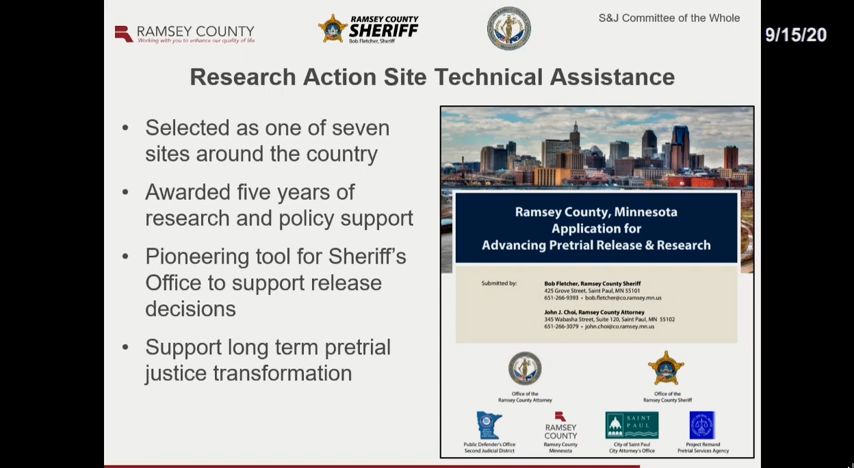 RAMSEY COUNTY
Working with you to enhance our quality of life
RAMSEY COUNTY
SHERIFF
Bob Fletcher, Sheriff
S&J Committee of the Whole
9/15/20
Research Action Site Technical Assistance
• Selected as one of seven
sites around the country
• Awarded five years of
research and policy support
• Pioneering tool for Sheriff's
Office to support release
decisions
• Support long term pretrial
justice transformation
Ramsey County, Minnesota
Application for
Advancing Pretrial Release & Research
Submitted by:
Bob Fletcher, Ramsey County Sheriff
425 Grove Street, Saint Paul, MN 55101
651-266-9393 • bob.fletcher@co.ramsey.mn.us
John J. Choi, Ramsey County Attorney
345 Wabasha Street, Suite 120, Saint Paul, MN 55102
651-266-3079 • john.choi@co.ramsey.mn.us
Office of the
Ramsey County Attorney
Office of the
Ramsey County Sheriff
RAMSEY
COUNTY
SAINT
PAUL
Public Defender's Office
Second Judicial District
Ramsey County
Minnesota
City of Saint Paul
City Attorney's Office
Project Remand
Pretrial Services Agency